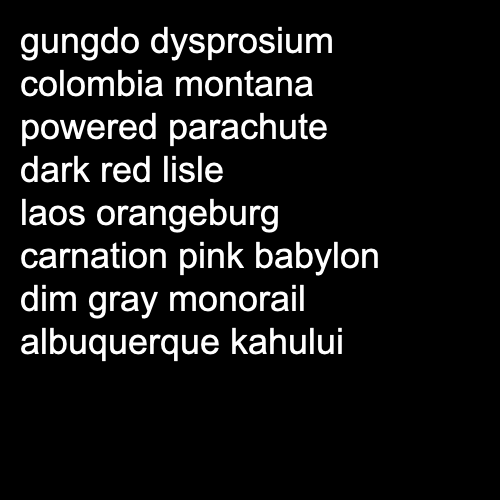 gungdo dysprosium
colombia montana
powered parachute
dark red lisle
laos orangeburg
carnation pink babylon
dim gray monorail
albuquerque kahului